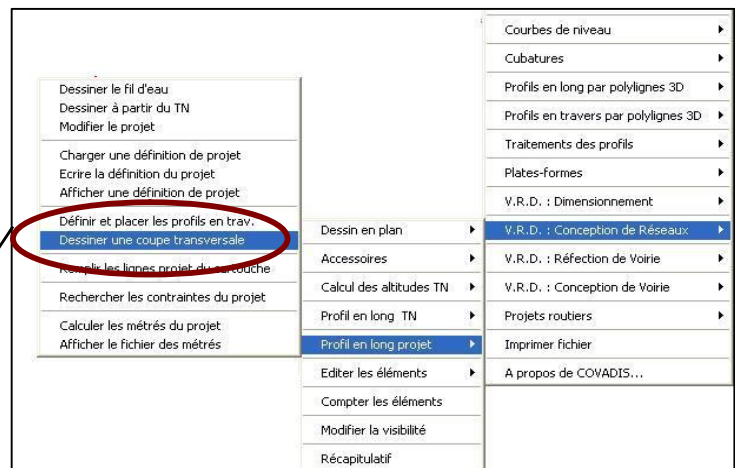 Courbes de niveau
Cubatures
Profils en long par polylignes 3D
Profils en travers par polylignes 3D
Traitements des profils
Plates-formes
V.R.D. : Dimensionnement
V.R.D. : Conception de Réseaux
V.R.D. : Réfection de Voirie
V.R.D. : Conception de Voirie
Projets routiers
Imprimer fichier
A propos de COVADIS...
Dessin en plan
Accessoires
Calcul des altitudes TN
Profil en long TN
Profil en long projet
Editer les éléments
Compter les éléments
Modifier la visibilité
Récapitulatif
Dessiner le fil d'eau
Dessiner à partir du TN
Modifier le projet
Charger une définition de projet
Ecrire la définition du projet
Afficher une définition de projet
Définir et placer les profils en trav.
Dessiner une coupe transversale
Remplir les lignes projet du cartouche
Rechercher les contraintes du projet
Calculer les métrés du projet
Afficher le fichier des métrés